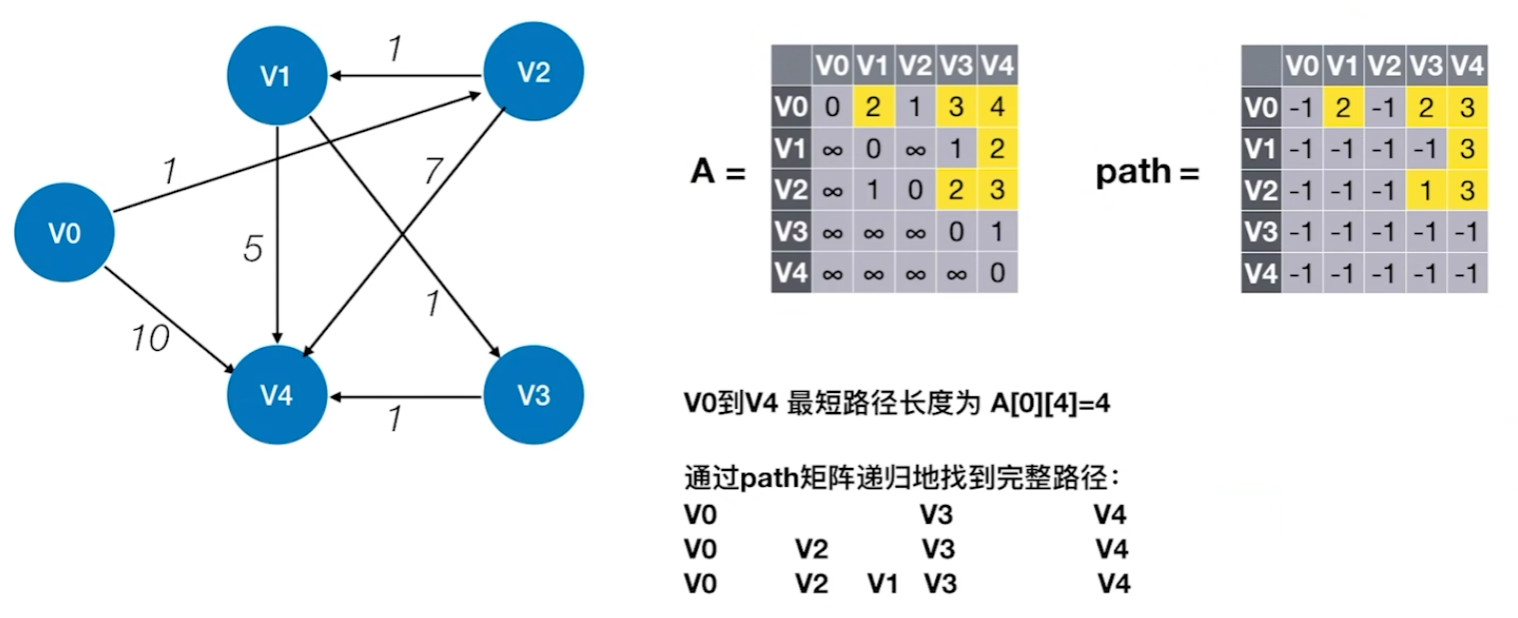 V1
1
V2
1
7
V0
5
1
10
V4
1
V3
A =
V0 V1 V2 V3 V4
V0 0 2 1 3 4
V1 ∞ 0 ∞ 1 2
V2 ∞ 1 0 2 3
V3 ∞ ∞ ∞ 0 1
V4 ∞ ∞ ∞ ∞ 0
path =
V0 V1 V2 V3 V4
V0 -1 2 -1 2 3
V1 -1 -1 -1 -1 3
V2 -1 -1 -1 1 3
V3 -1 -1 -1 -1 -1
V4 -1 -1 -1 -1 -1
V0到V4 最短路径长度为 A[0][4]=4
通过path矩阵递归地找到完整路径：
V0 V3 V4
V0 V2 V3 V4
V0 V2 V1 V3 V4